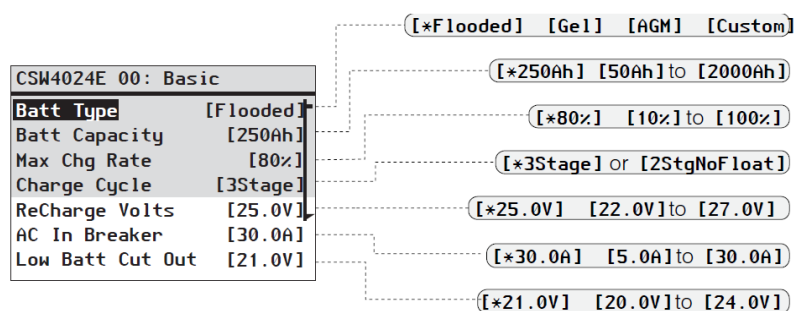 [*Flooded] [Gel] [AGM] [Custom]
[*250Ah] [50Ah] to [2000Ah]
CSW4024E 00: Basic
Batt Type [Flooded]
Batt Capacity [250Ah]
[*80%] [10%] to [100%]
Max Chg Rate [80%]
[*3Stage] or [2StgNoFloat]
Charge Cycle [3Stage]
ReCharge Volts [25.0V]
[*25.0V] [22.0V] to [27.0V]
AC In Breaker [30.0A]
[*30.0A] [5.0A] to [30.0A]
Low Batt Cut Out [21.0V]
[*21.0V] [20.0V] to [24.0V]